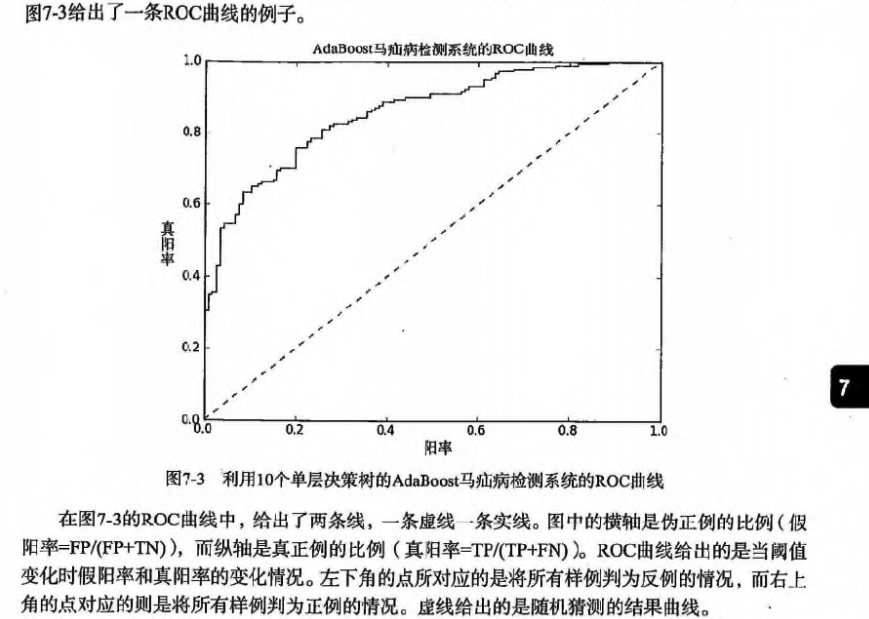 图7-3给出了一条ROC曲线的例子。
AdaBoost马疝病检测系统的ROC曲线
1.0
0.8
0.6
真阳率
0.4
0.2
0.0
0.0 0.2 0.4 0.6 0.8 1.0
阳率
7
图7-3 利用10个单层决策树的AdaBoost马疝病检测系统的ROC曲线
在图7-3的ROC曲线中，给出了两条线，一条虚线一条实线。图中的横轴是伪正例的比例（假
阳率=FP/(FP+TN)），而纵轴是真正例的比例（真阳率=TP/(TP+FN)）。ROC曲线给出的是当阈值
变化时假阳率和真阳率的变化情况。左下角的点所对应的是将所有样例判为反例的情况，而右上
角的点对应的则是将所有样例判为正例的情况。虚线给出的是随机猜测的结果曲线。